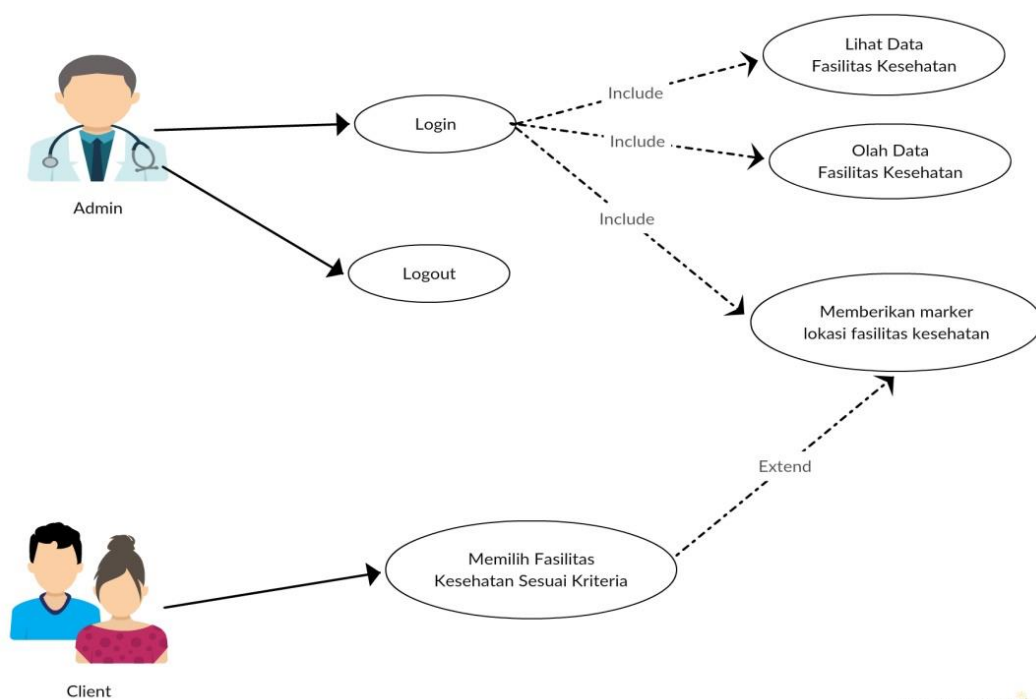 Lihat Data
Fasilitas Kesehatan
Include
Login
Include
Olah Data
Fasilitas Kesehatan
Admin
Include
Logout
Memberikan marker
lokasi fasilitas kesehatan
Extend
Memilih Fasilitas
Kesehatan Sesuai Kriteria
Client